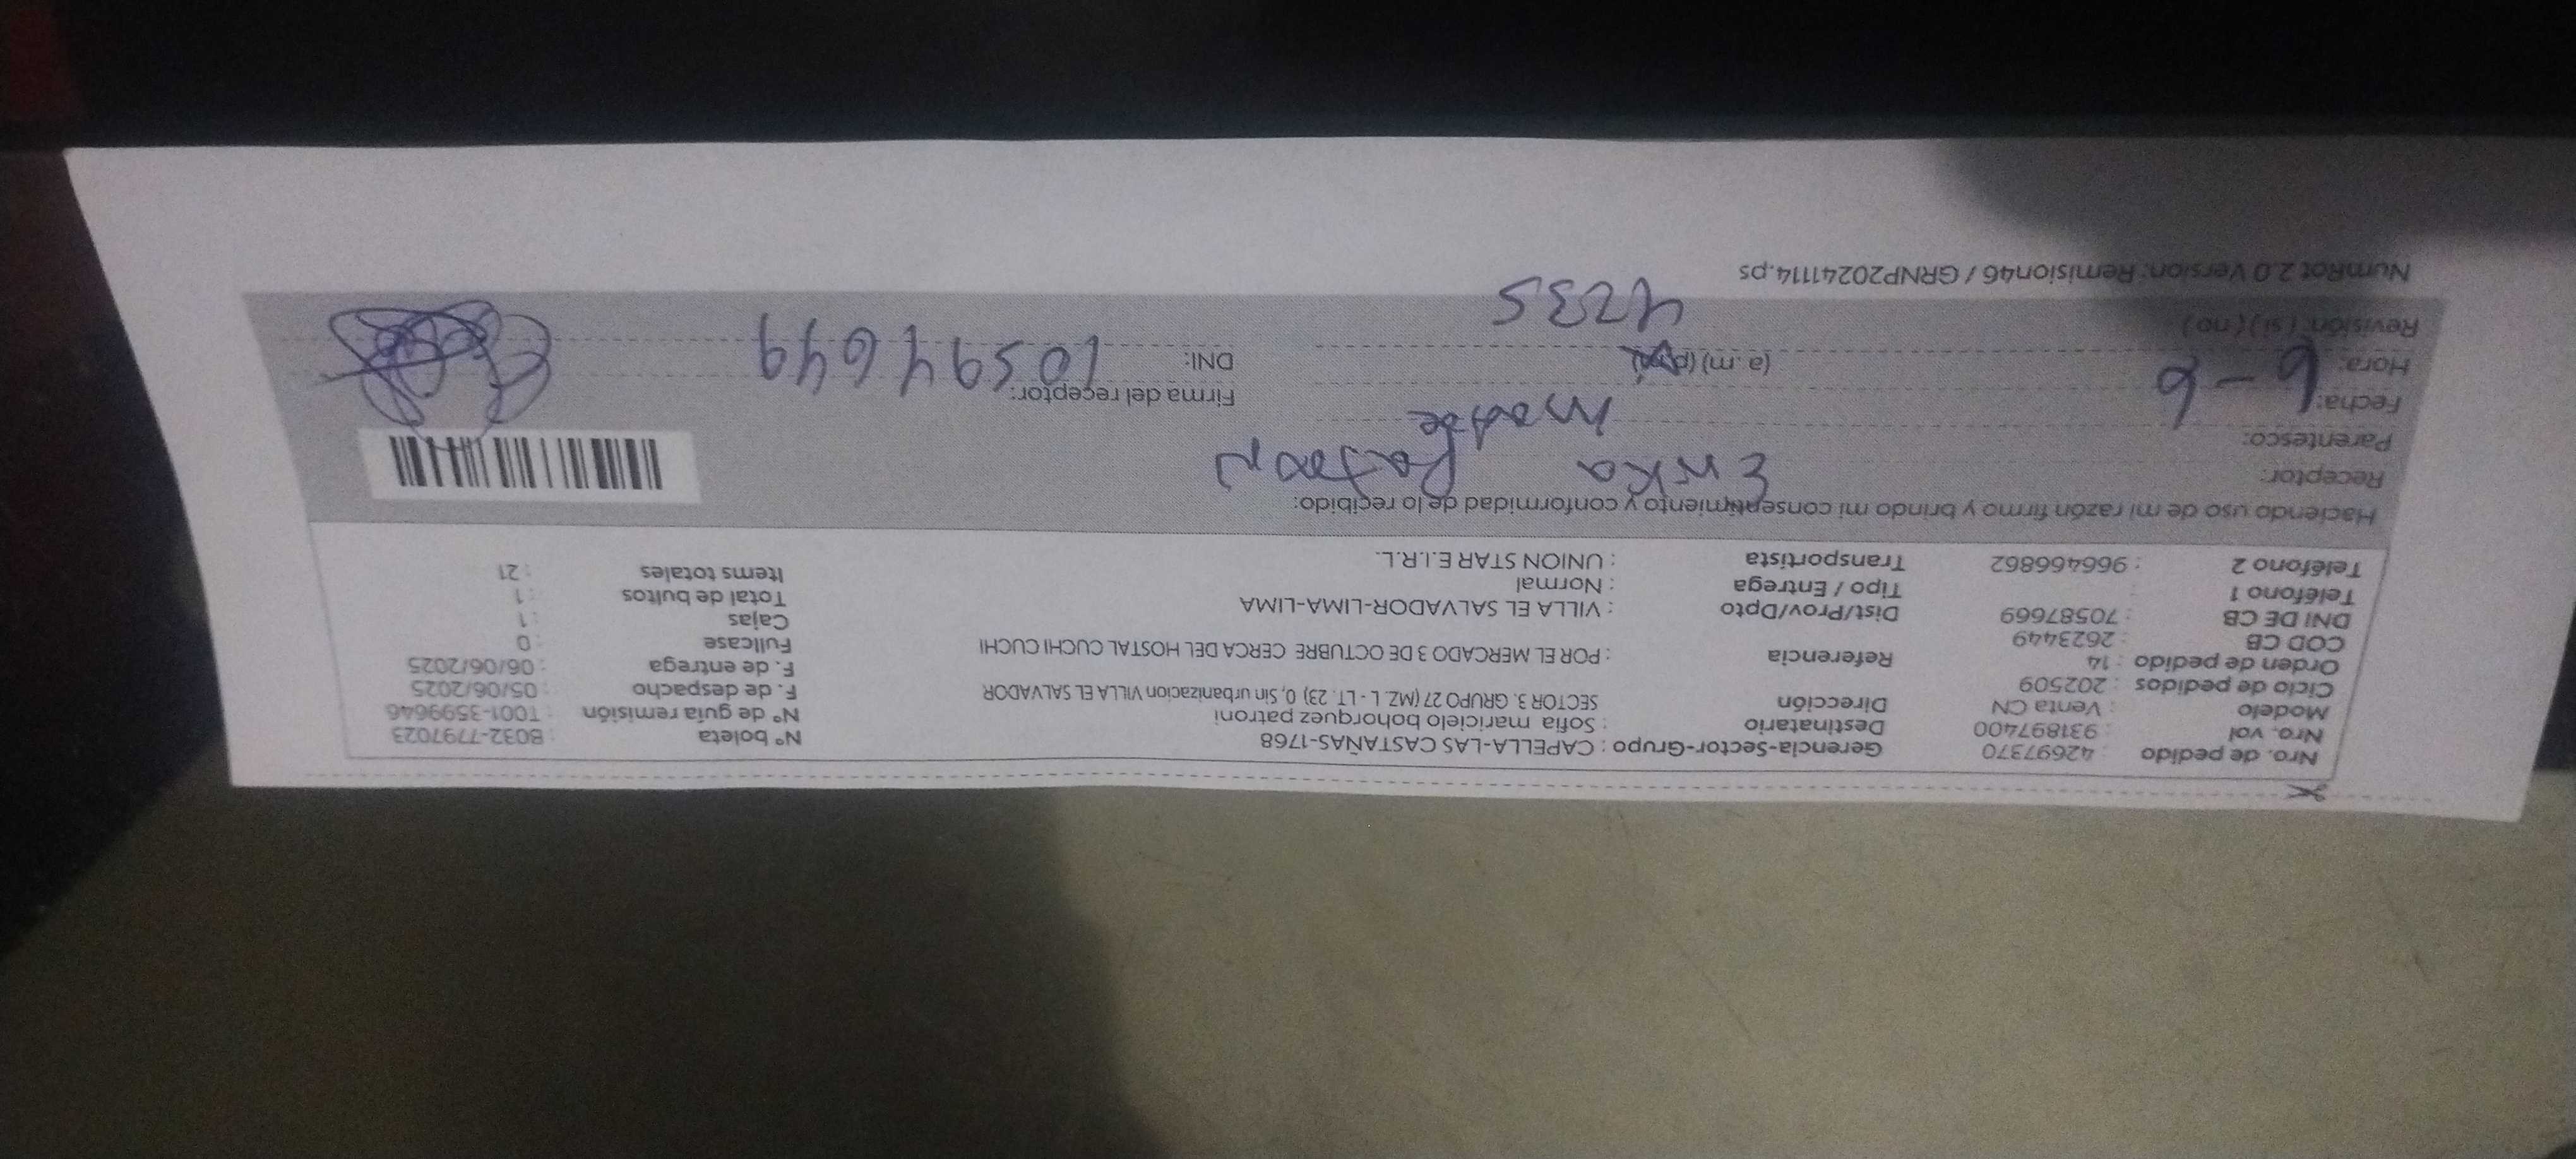 Nro. de pedido : 42697370 Gerencia-Sector-Grupo : CAPELLA-LAS CASTAÑAS-1768 N° boleta : B032-7797023
Nro. vol : 931897400 Destinatario : Sofia maricielo bohorquez patroni N° de guía remisión : T001-3599646
Modelo : Venta CN Dirección SECTOR 3. GRUPO 27 (MZ. L - LT. 23) 0, Sin urbanizacion VILLA EL SALVADOR F. de despacho : 05/06/2025
Ciclo de pedidos : 202509 F. de entrega : 06/06/2025
Orden de pedido : 14 Referencia : POR EL MERCADO 3 DE OCTUBRE CERCA DEL HOSTAL CUCHI CUCHI Fullcase : 0
COD CB : 2623449 Cajas : 1
DNI DE CB : 70587669 Dist/Prov/Dpto : VILLA EL SALVADOR-LIMA-LIMA Total de bultos : 1
Teléfono 1 : Tipo / Entrega : Normal Items totales : 21
Teléfono 2 : 966466862 Transportista : UNION STAR E.I.R.L.
Haciendo uso de mi razón firmo y brindo mi consentimiento y conformidad de lo recibido:
Receptor: Erika Patroni
Parentesco: madre
Fecha: 6-6 Firma del receptor:
Hora: (a. m) (p. m) DNI: 10594649
Revisión: ( si ) ( no ) 4235
NumRot 2.0 Version: Remision46 / GRNP20241114.ps